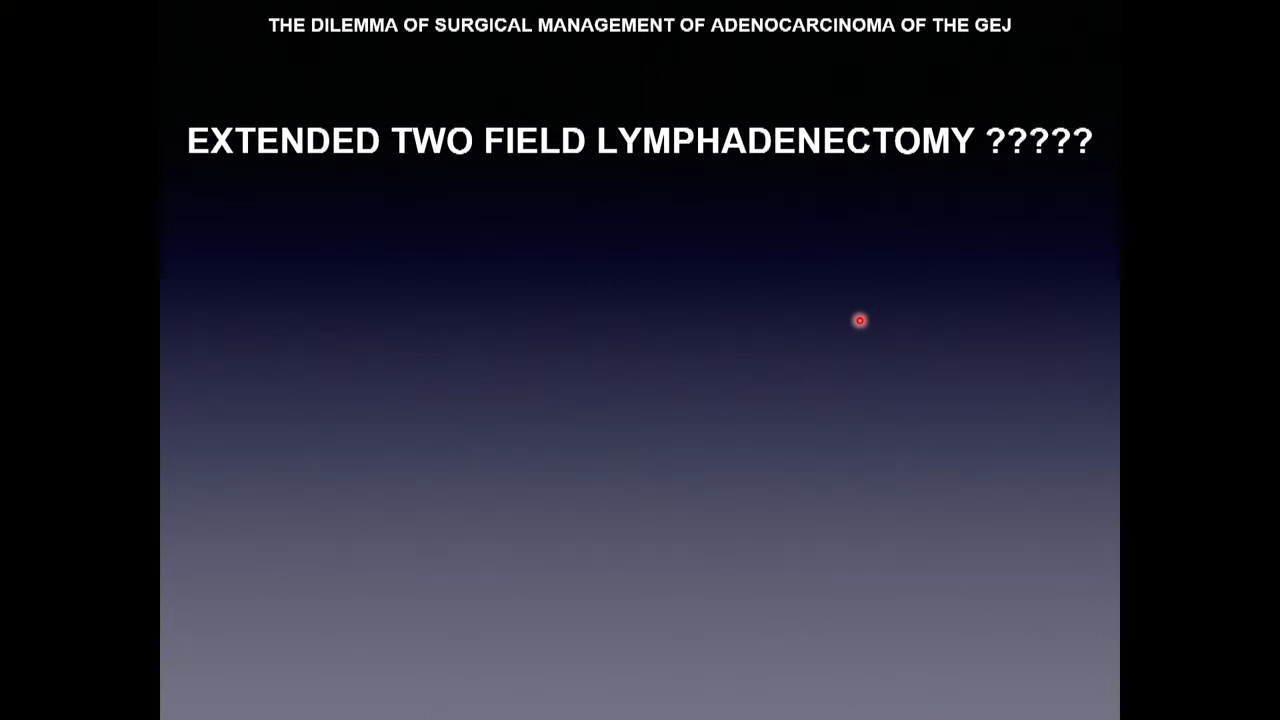 THE DILEMMA OF SURGICAL MANAGEMENT OF ADENOCARCINOMA OF THE GEJ
EXTENDED TWO FIELD LYMPHADENECTOMY ?????